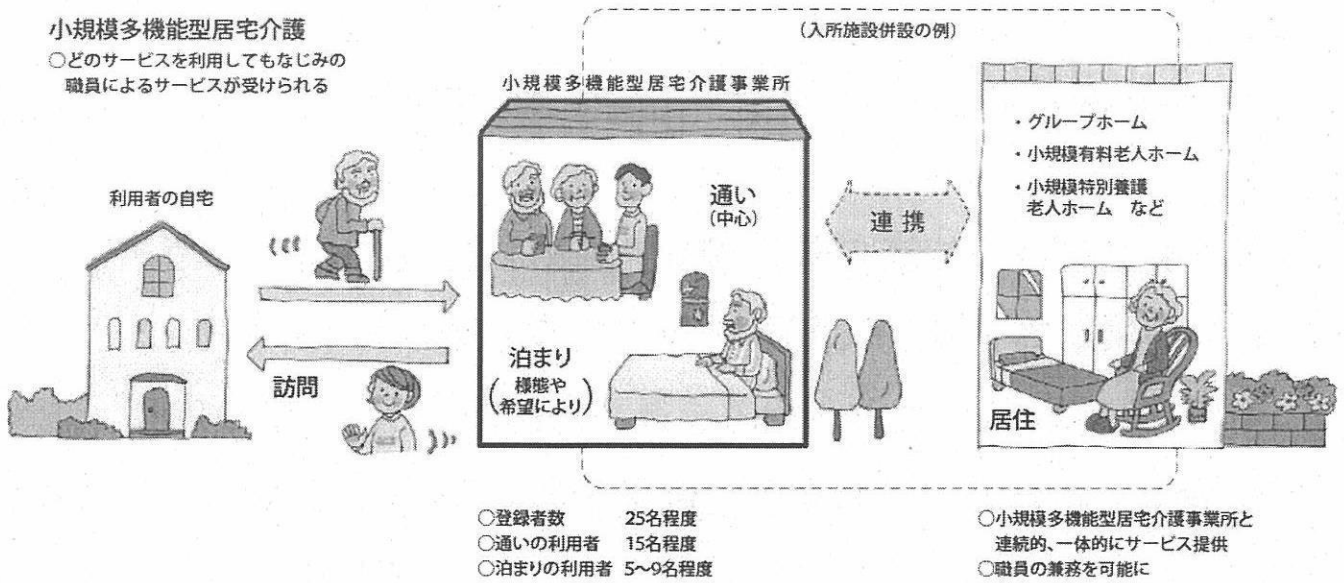 小規模多機能型居宅介護
○どのサービスを利用してもなじみの
職員によるサービスが受けられる
(入所施設併設の例)
小規模多機能型居宅介護事業所
利用者の自宅
訪問
通い
(中心)
泊まり
(様態や
希望により)
連携
・グループホーム
・小規模有料老人ホーム
・小規模特別養護
老人ホーム など
居住
○登録者数 25名程度
○通いの利用者 15名程度
○泊まりの利用者 5〜9名程度
○小規模多機能型居宅介護事業所と
連続的、一体的にサービス提供
○職員の兼務を可能に